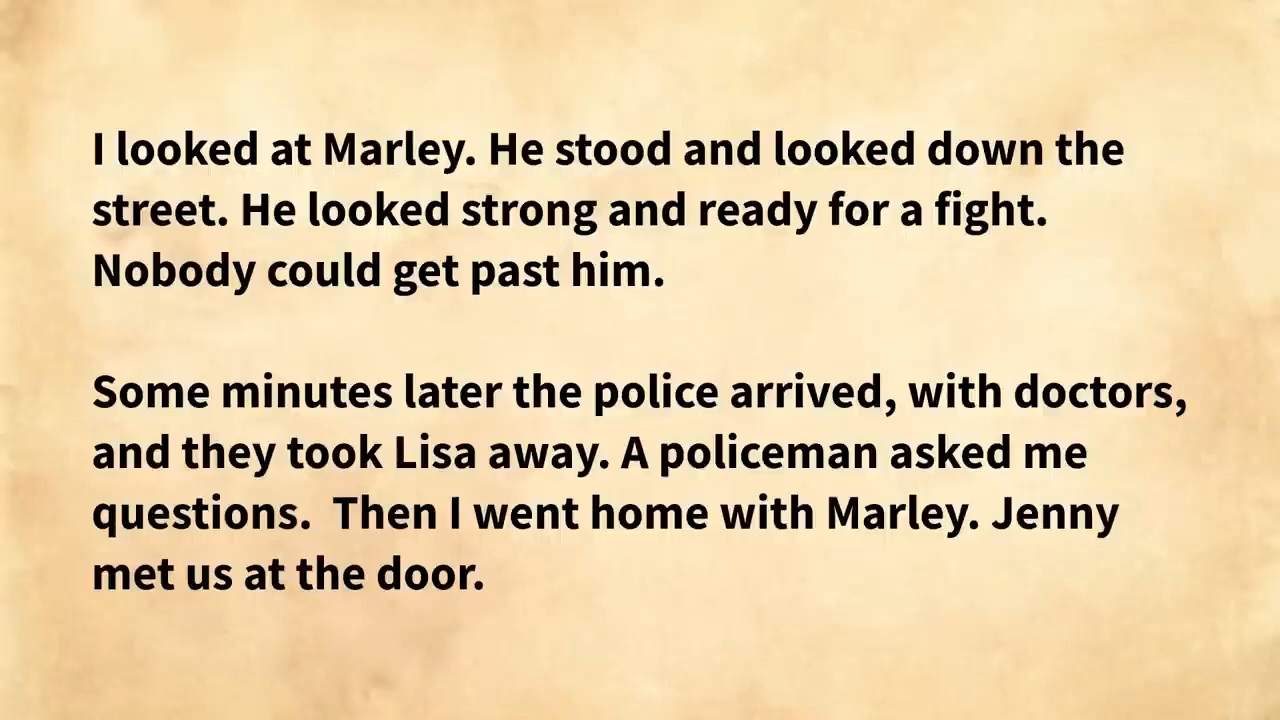 I looked at Marley. He stood and looked down the
street. He looked strong and ready for a fight.
Nobody could get past him.
Some minutes later the police arrived, with doctors,
and they took Lisa away. A policeman asked me
questions.  Then I went home with Marley. Jenny
met us at the door.